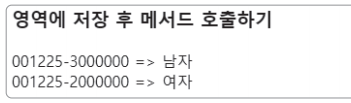 영역에 저장 후 메서드 호출하기
001225-3000000 => 남자
001225-2000000 => 여자